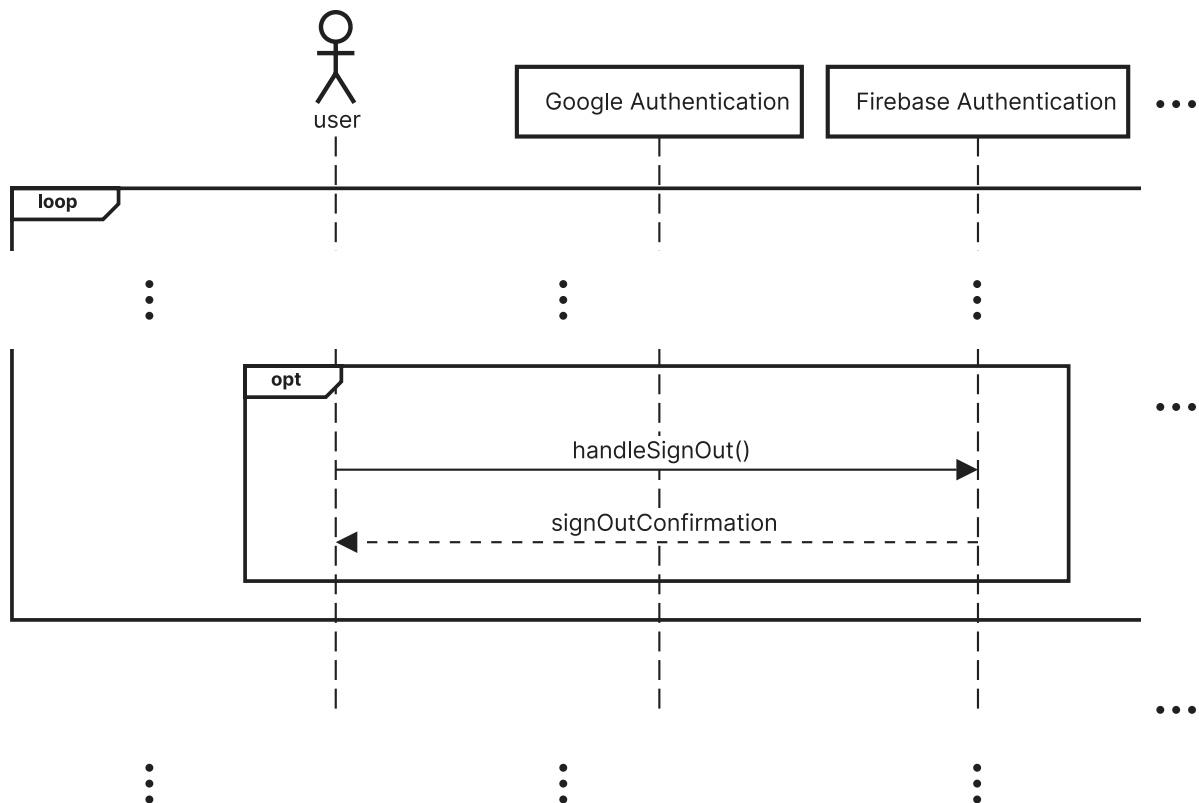 user
Google Authentication
Firebase Authentication
loop
opt
handleSignOut()
signOutConfirmation